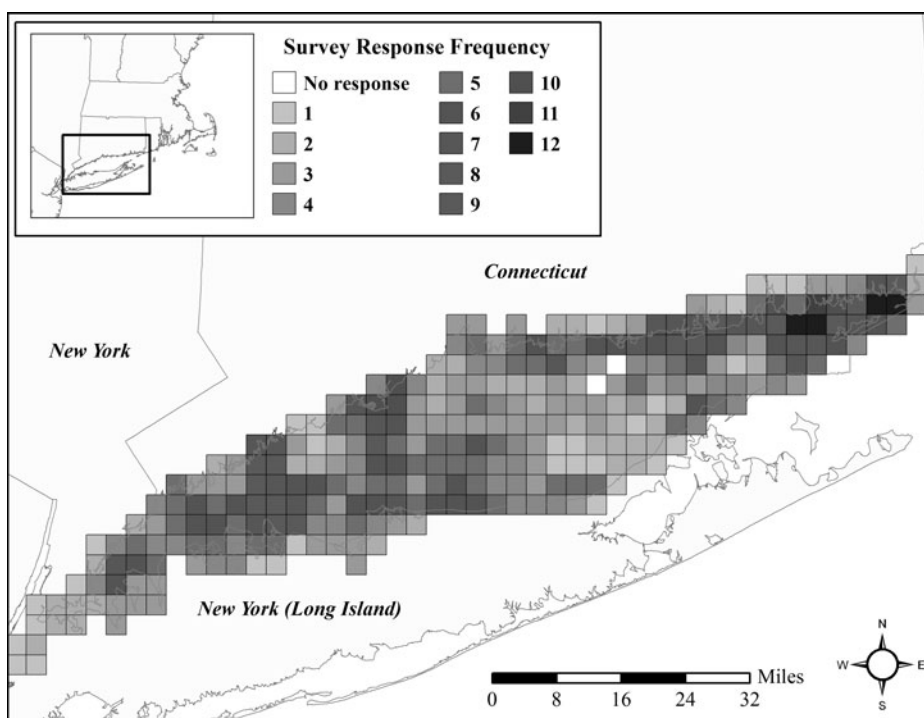 Survey Response Frequency
No response
1
2
3
4
5
6
7
8
9
10
11
12
Connecticut
New York
New York (Long Island)
Miles
0 8 16 24 32
N
W E
S